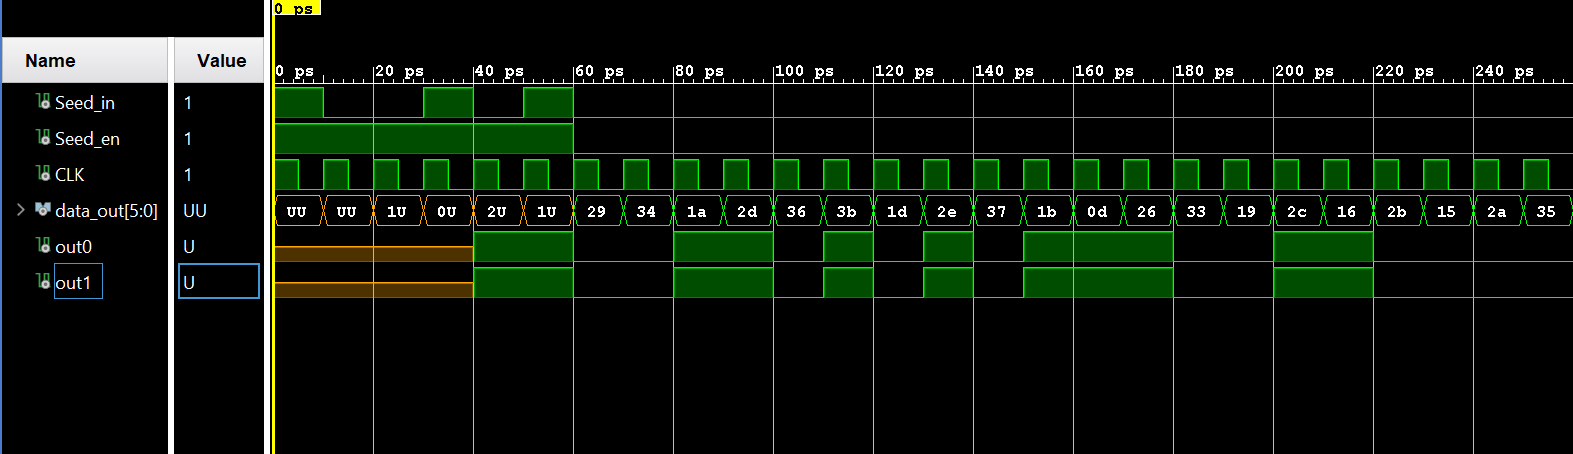 0 ps
Name Value
0 ps 20 ps 40 ps 60 ps 80 ps 100 ps 120 ps 140 ps 160 ps 180 ps 200 ps 220 ps 240 ps
Seed_in 1
Seed_en 1
CLK 1
data_out[5:0] UU UU UU 1U 0U 2U 1U 29 34 1a 2d 36 3b 1d 2e 37 1b 0d 26 33 19 2c 16 2b 15 2a 35
out0 U
out1 U